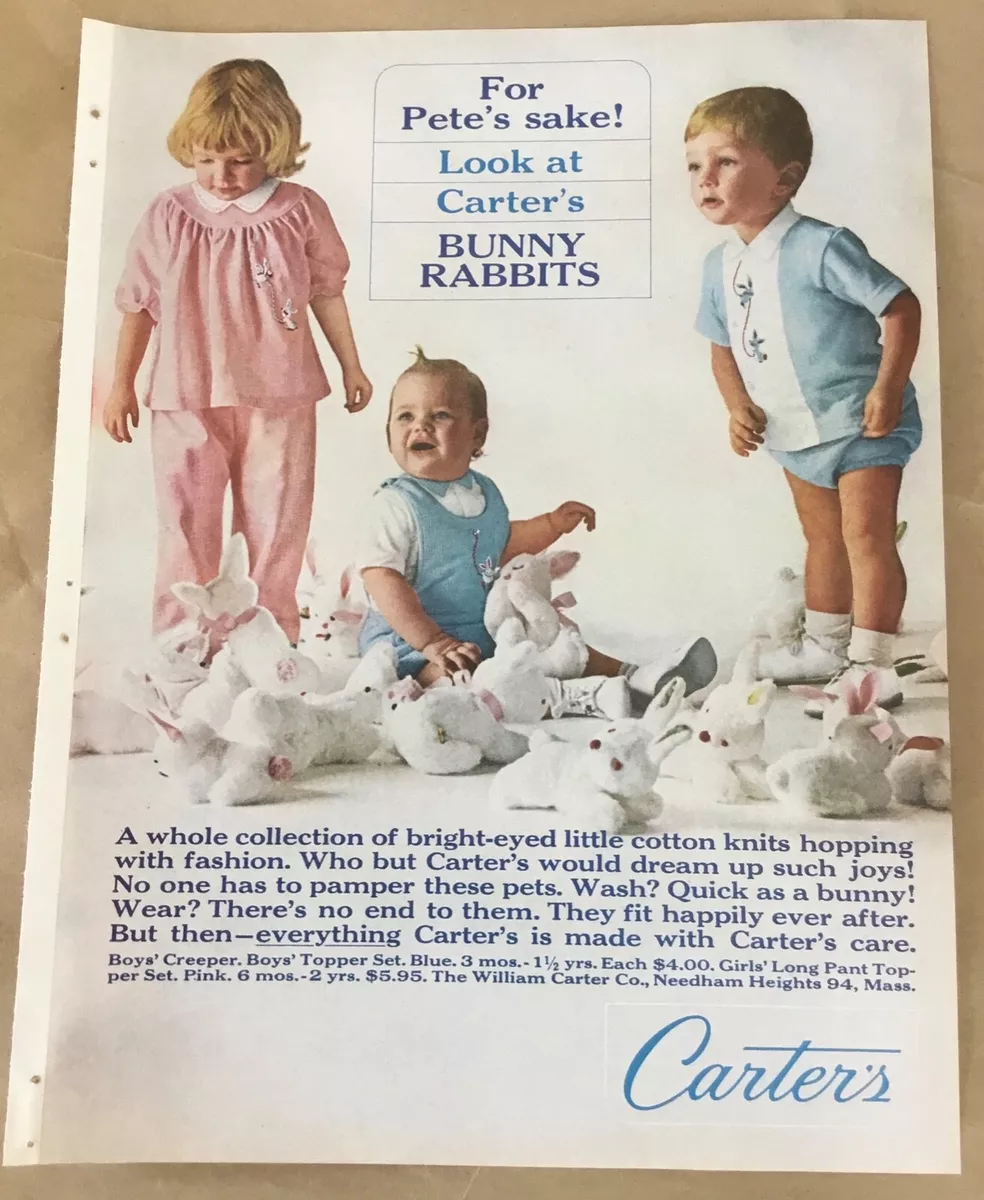 For
Pete's sake!
Look at
Carter's
BUNNY
RABBITS
A whole collection of bright-eyed little cotton knits hopping
with fashion. Who but Carter's would dream up such joys!
No one has to pamper these pets. Wash? Quick as a bunny!
Wear? There's no end to them. They fit happily ever after.
But then—everything Carter's is made with Carter's care.
Boys' Creeper. Boys' Topper Set. Blue. 3 mos.-1½ yrs. Each $4.00. Girls' Long Pant Top-
per Set. Pink. 6 mos.-2 yrs. $5.95. The William Carter Co., Needham Heights 94, Mass.
Carter's